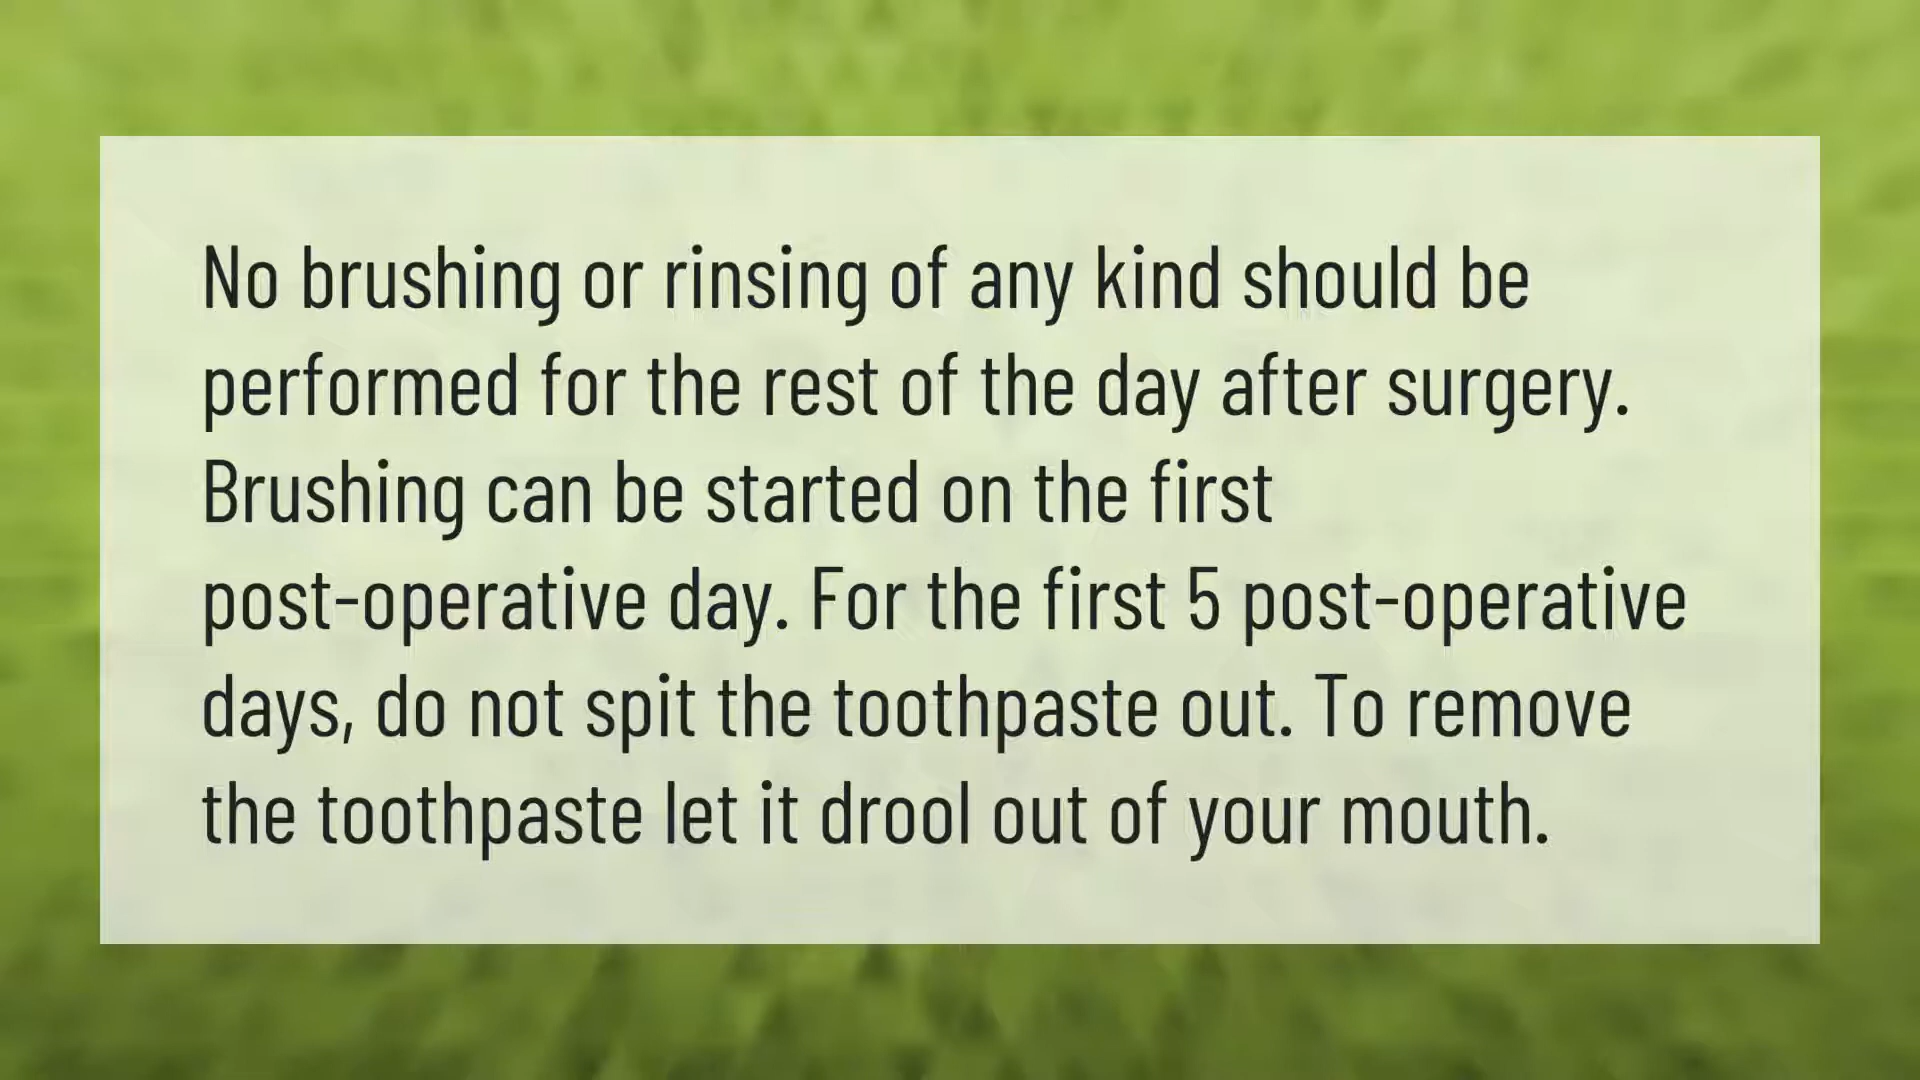 No brushing or rinsing of any kind should be
performed for the rest of the day after surgery.
Brushing can be started on the first
post-operative day. For the first 5 post-operative
days, do not spit the toothpaste out. To remove
the toothpaste let it drool out of your mouth.